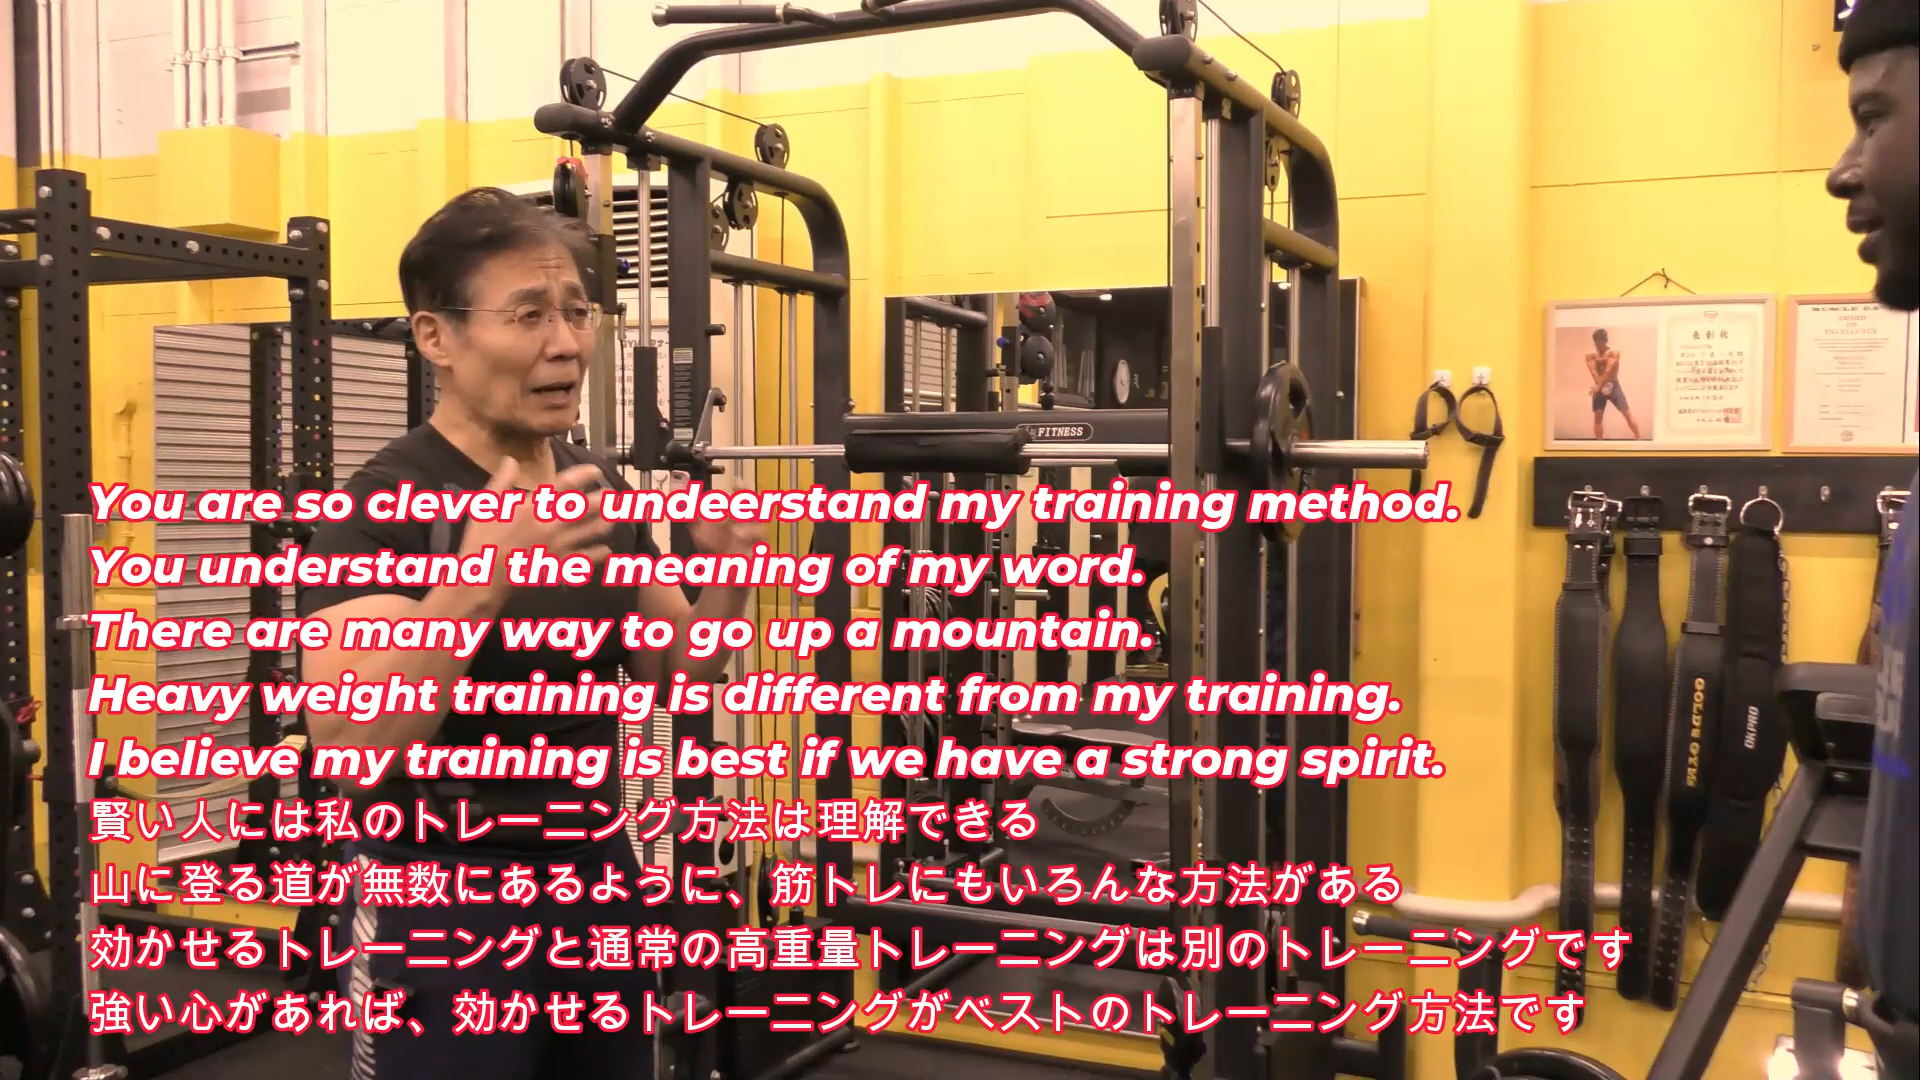 You are so clever to undeerstand my training method.
You understand the meaning of my word.
There are many way to go up a mountain.
Heavy weight training is different from my training.
I believe my training is best if we have a strong spirit.
賢い人には私のトレーニング方法は理解できる
山に登る道が無数にあるように、筋トレにもいろんな方法がある
効かせるトレーニングと通常の高重量トレーニングは別のトレーニングです
強い心があれば、効かせるトレーニングがベストのトレーニング方法です
FITNESS
表彰状
AWARD
OF
EXCELLENCE
GOLD'S GYM
OKPRO